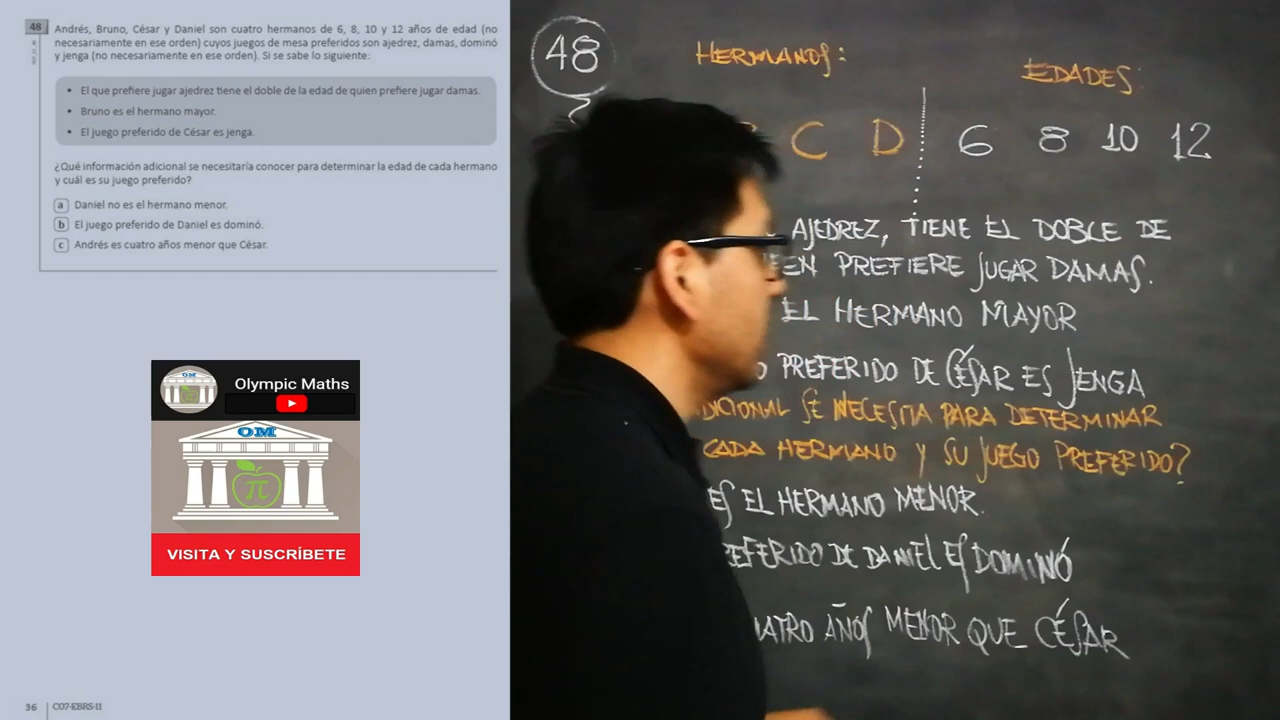 48
Andrés, Bruno, César y Daniel son cuatro hermanos de 6, 8, 10 y 12 años de edad (no
necesariamente en ese orden) cuyos juegos de mesa preferidos son ajedrez, damas, dominó
y jenga (no necesariamente en ese orden). Si se sabe lo siguiente:
• El que prefiere jugar ajedrez tiene el doble de la edad de quien prefiere jugar damas.
• Bruno es el hermano mayor.
• El juego preferido de César es jenga.
¿Qué información adicional se necesitaría conocer para determinar la edad de cada hermano
y cuál es su juego preferido?
a Daniel no es el hermano menor.
b El juego preferido de Daniel es dominó.
c Andrés es cuatro años menor que César.
OM
Olympic Maths
OM
π
VISITA Y SUSCRÍBETE
36 C07-EBRS-11
48
HERMANOS:
EDADES:
C D 6 8 10 12
AJEDREZ, TIENE EL DOBLE DE
PREFIERE JUGAR DAMAS.
EL HERMANO MAYOR
PREFERIDO DE CÉSAR ES JENGA
SE NECESITA PARA DETERMINAR
CADA HERMANO Y SU JUEGO PREFERIDO?
ES EL HERMANO MENOR.
DE DANIEL ES DOMINÓ
AÑOS MENOR QUE CÉSAR